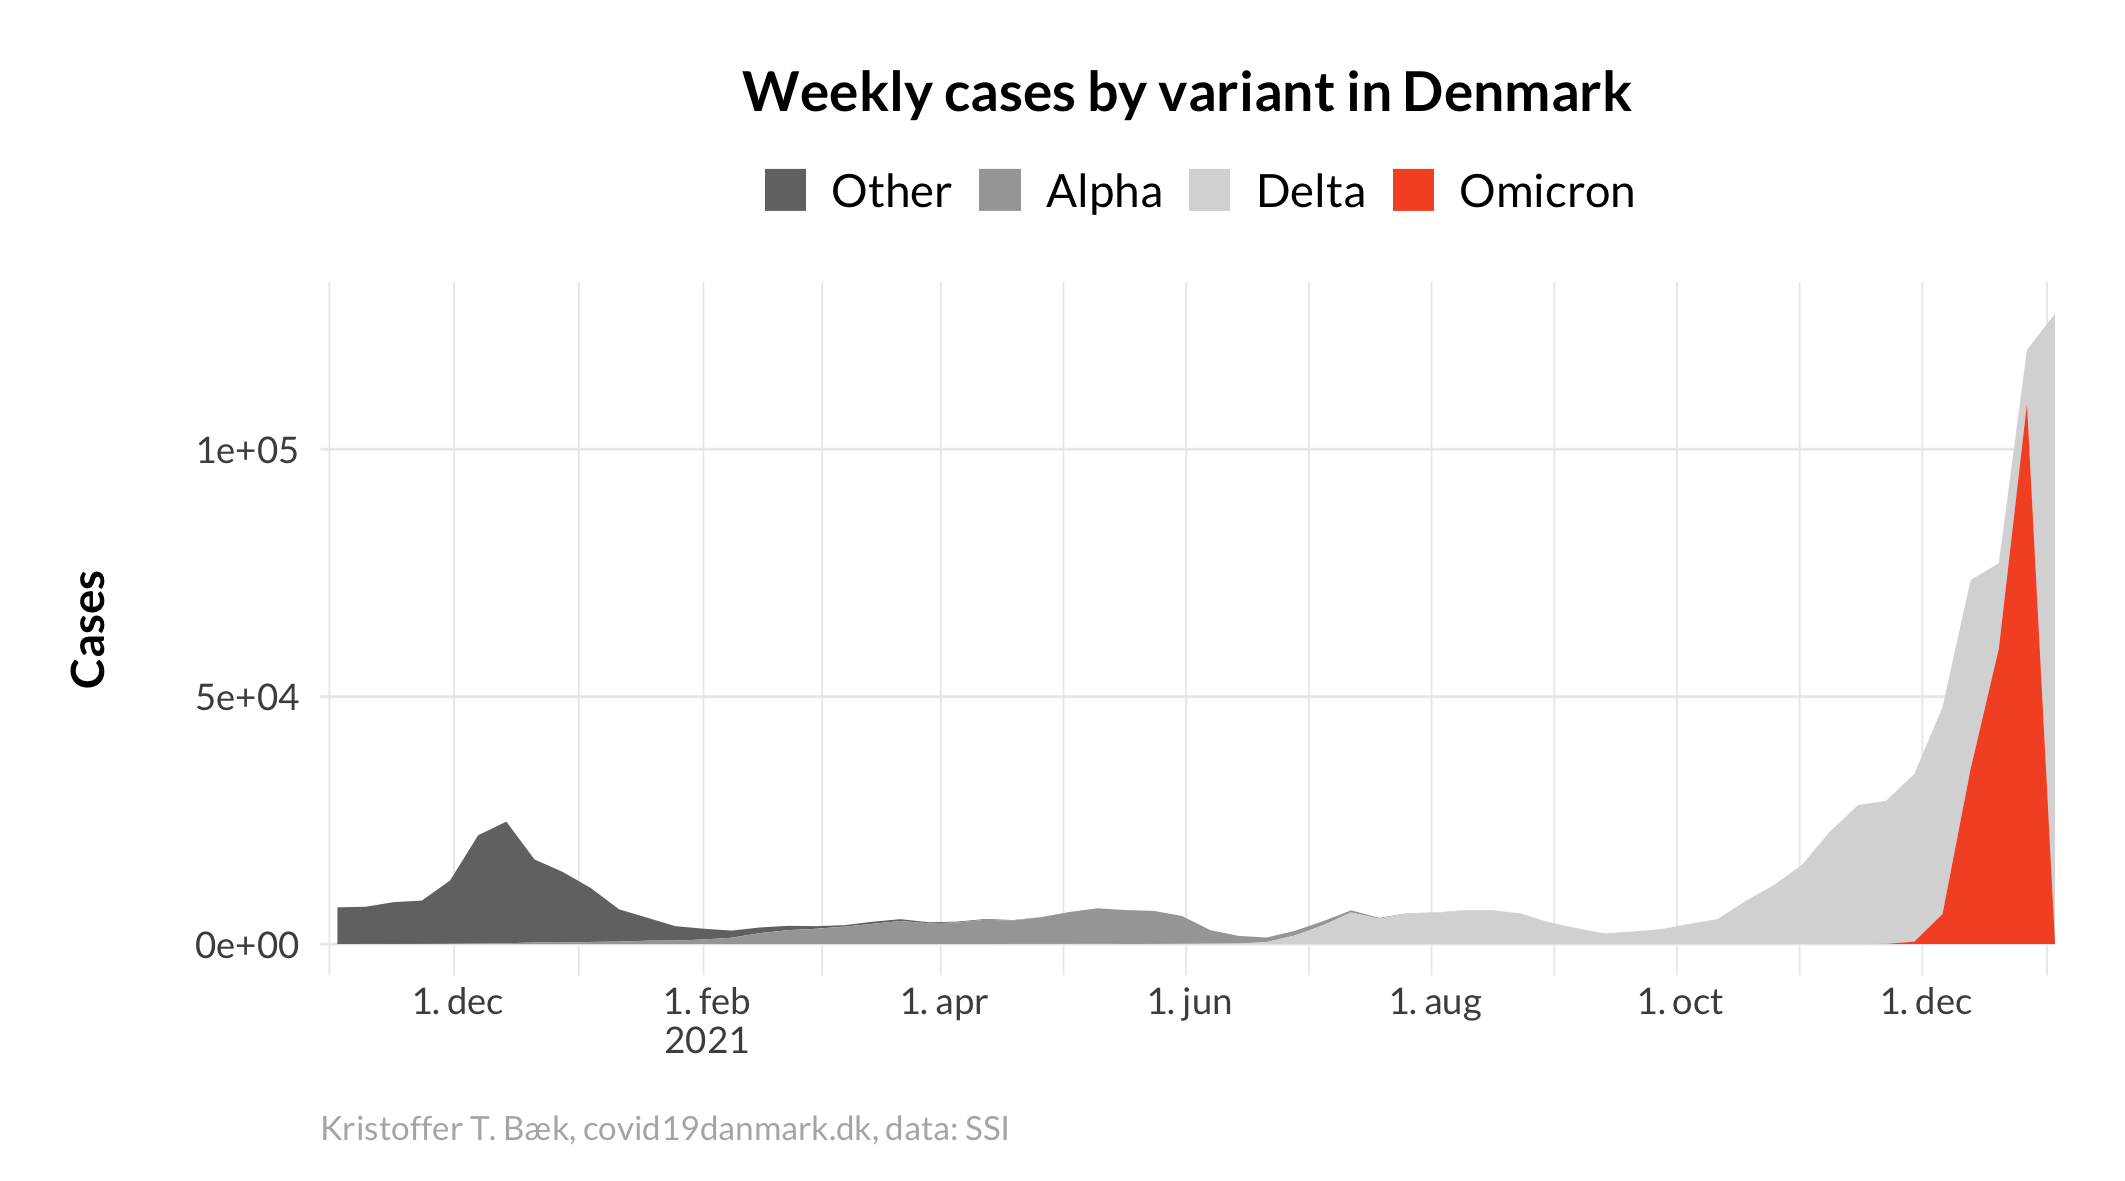 Weekly cases by variant in Denmark
Other Alpha Delta Omicron
Cases
1e+05
5e+04
0e+00
1. dec 1. feb 1. apr 1. jun 1. aug 1. oct 1. dec
2021
Kristoffer T. Bæk, covid19danmark.dk, data: SSI